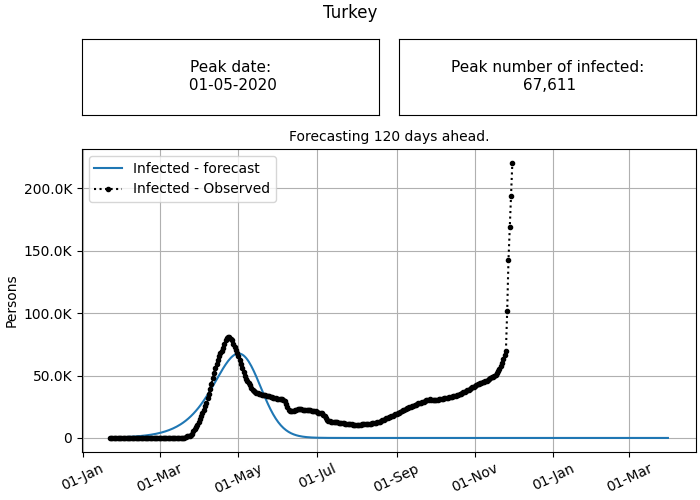 Turkey
Peak date:
01-05-2020
Peak number of infected:
67,611
Forecasting 120 days ahead.
Infected - forecast
Infected - Observed
200.0K
150.0K
100.0K
50.0K
0
Persons
01-Jan
01-Mar
01-May
01-Jul
01-Sep
01-Nov
01-Jan
01-Mar